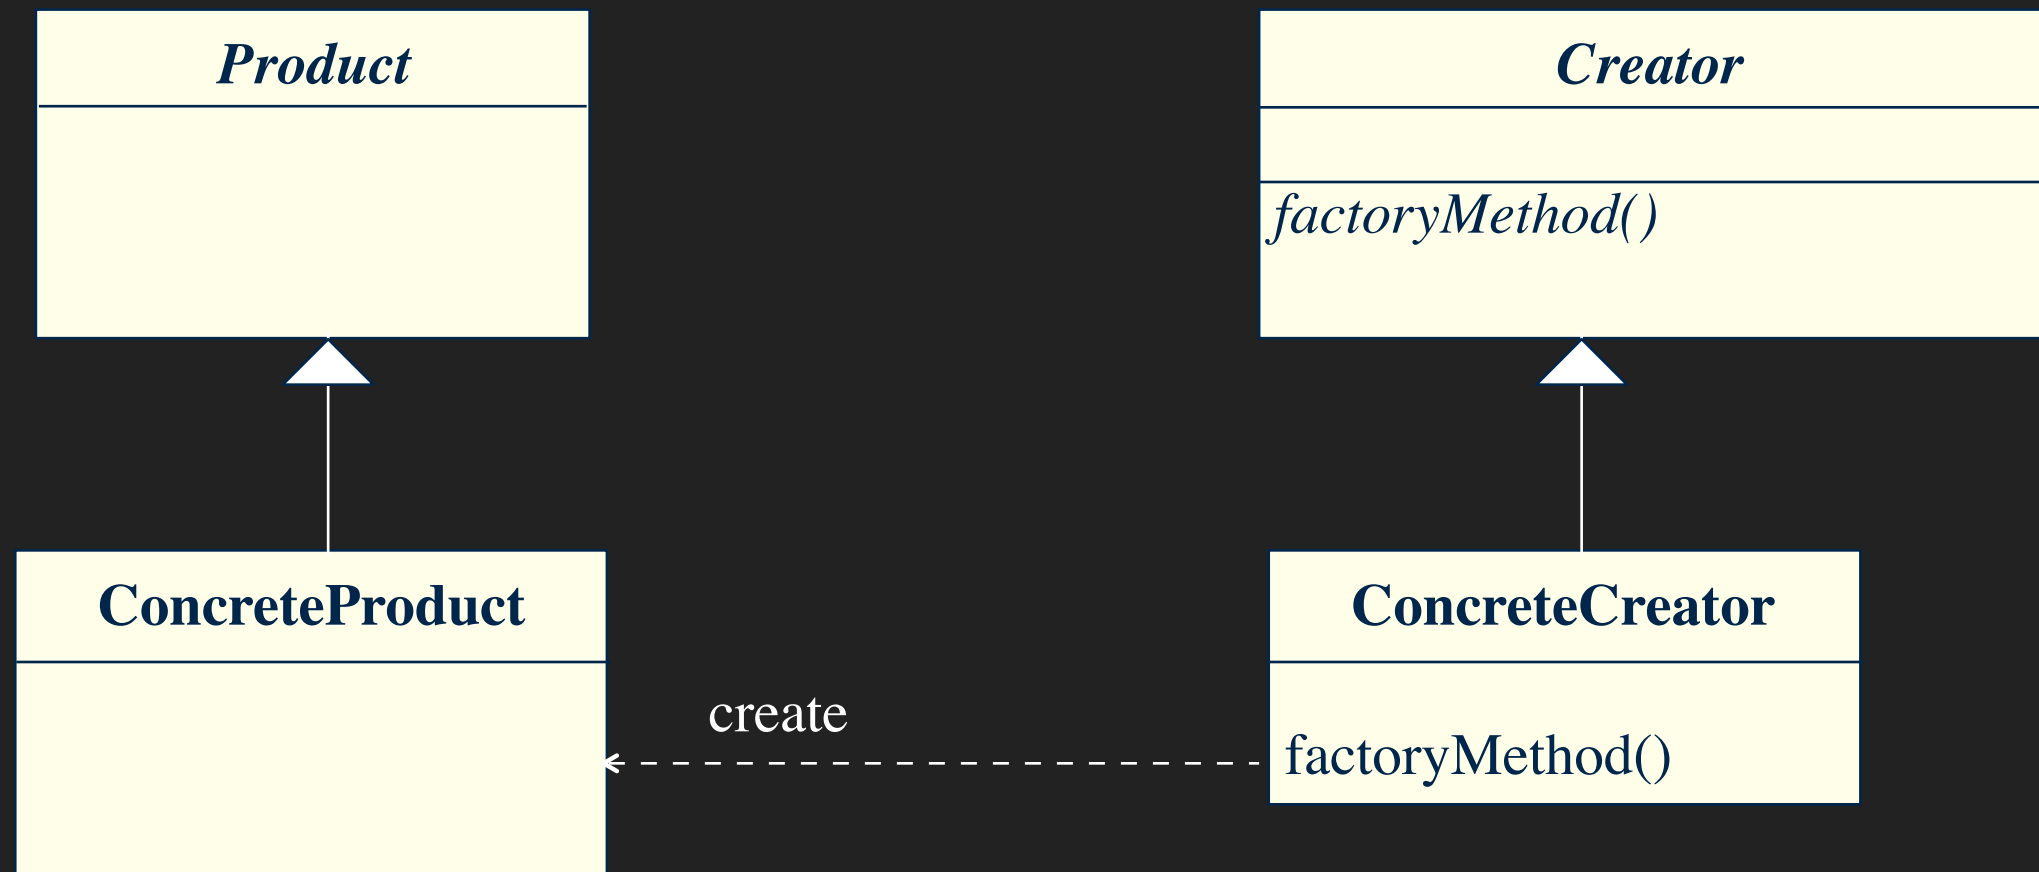 Product
Creator
factoryMethod()
ConcreteProduct
ConcreteCreator
create
factoryMethod()